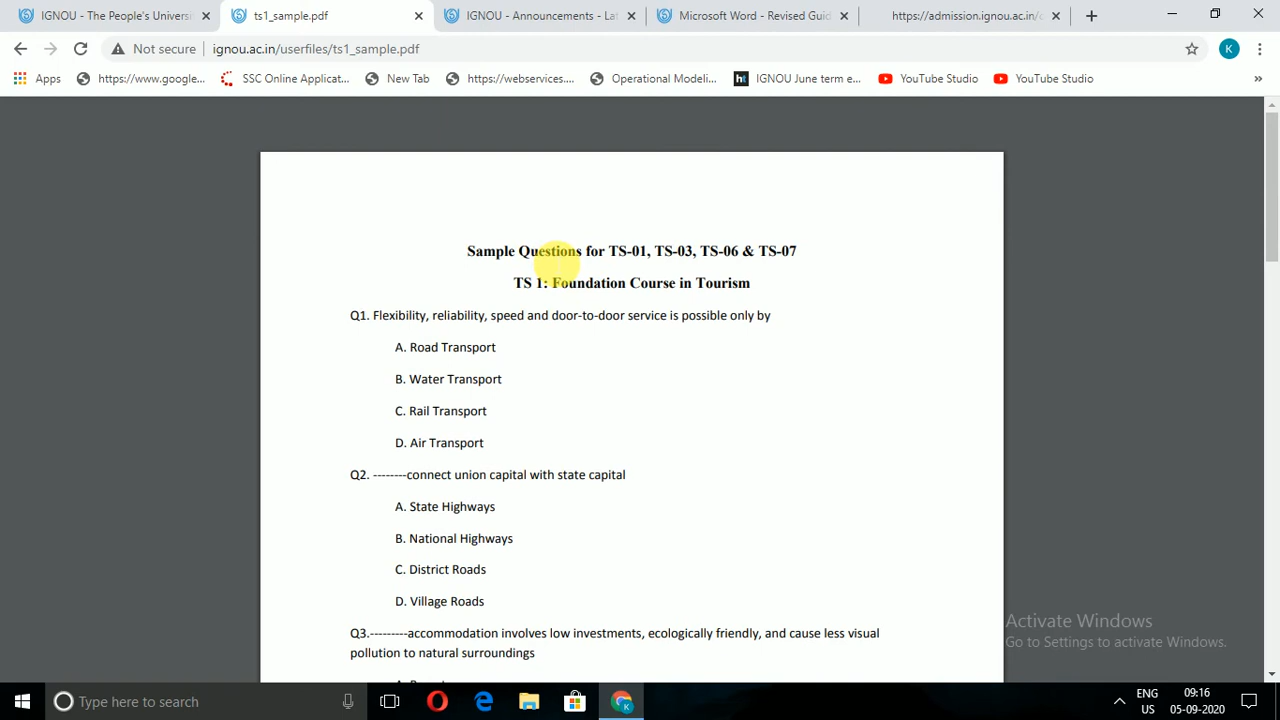 IGNOU - The People's Universi
ts1_sample.pdf
IGNOU - Announcements - Lat
Microsoft Word - Revised Guid
https://admission.ignou.ac.in/c
Not secure
ignou.ac.in/userfiles/ts1_sample.pdf
K
Apps
https://www.google...
SSC Online Applicat...
New Tab
https://webservices....
Operational Modeli...
ht
IGNOU June term e...
YouTube Studio
YouTube Studio
»
Sample Questions for TS-01, TS-03, TS-06 & TS-07
TS 1: Foundation Course in Tourism
Q1. Flexibility, reliability, speed and door-to-door service is possible only by
A. Road Transport
B. Water Transport
C. Rail Transport
D. Air Transport
Q2. --------connect union capital with state capital
A. State Highways
B. National Highways
C. District Roads
D. Village Roads
Q3.---------accommodation involves low investments, ecologically friendly, and cause less visual
pollution to natural surroundings
Activate Windows
Go to Settings to activate Windows.
Type here to search
K
ENG
US
09:16
05-09-2020